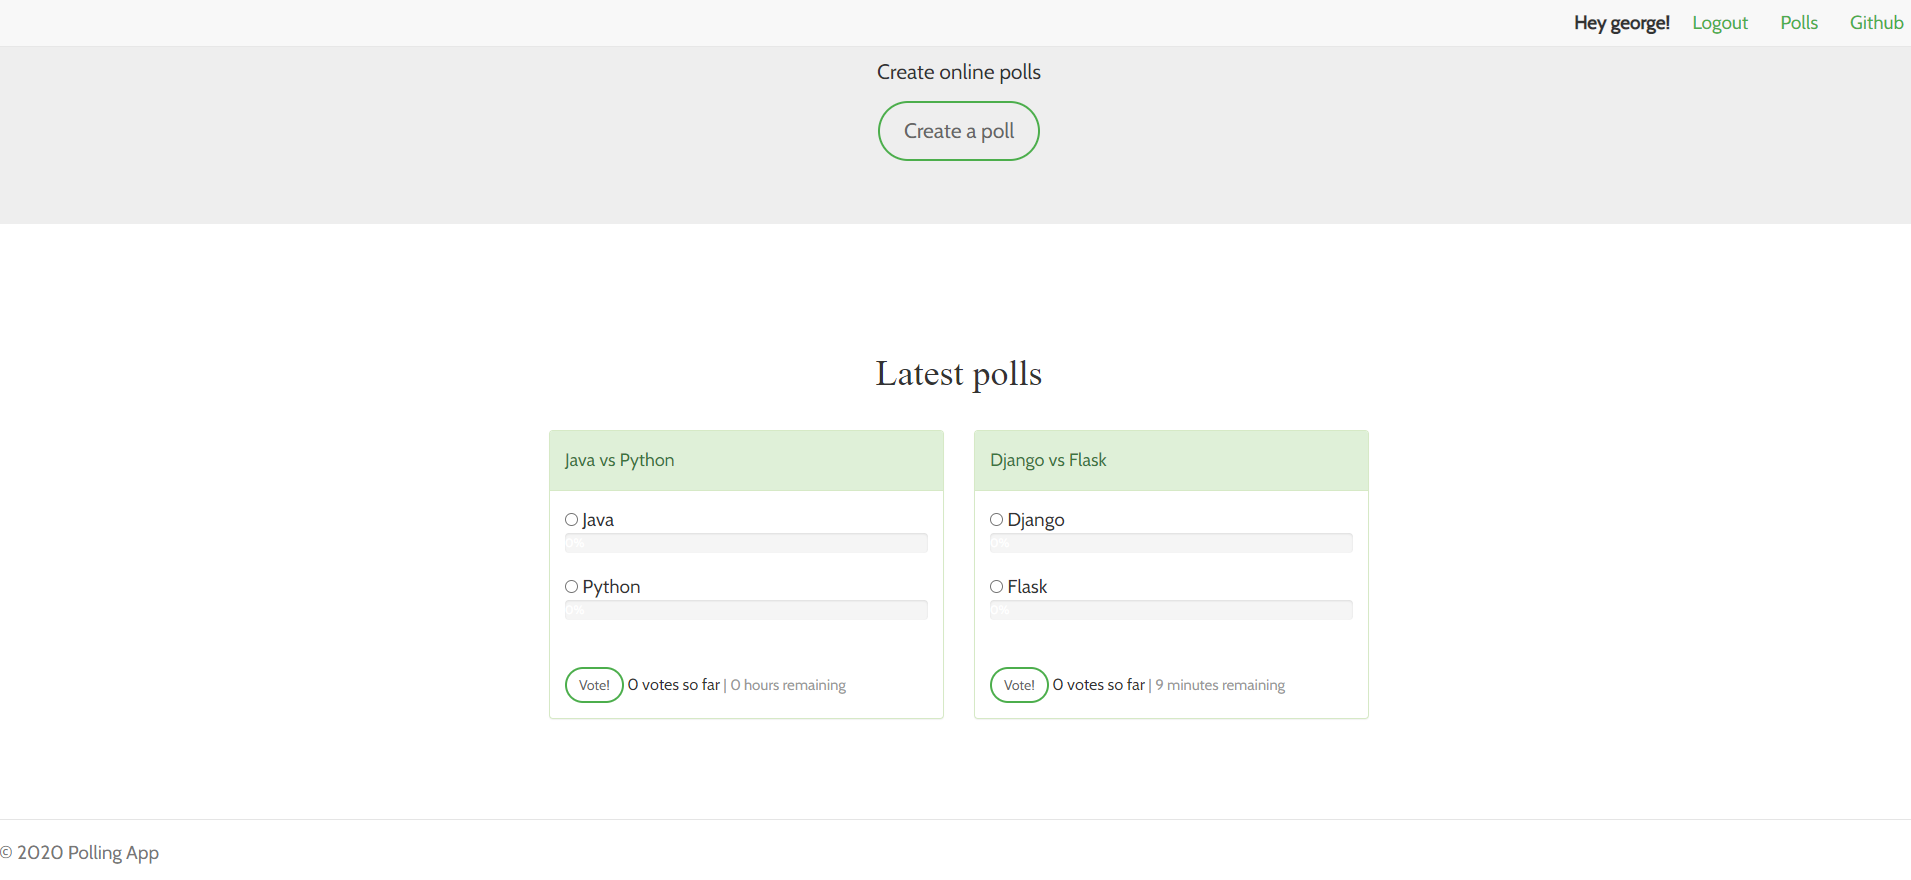 Hey george! Logout Polls Github
Create online polls
Create a poll
Latest polls
Java vs Python
Java
0%
Python
0%
Vote! 0 votes so far | 0 hours remaining
Django vs Flask
Django
0%
Flask
0%
Vote! 0 votes so far | 9 minutes remaining
© 2020 Polling App